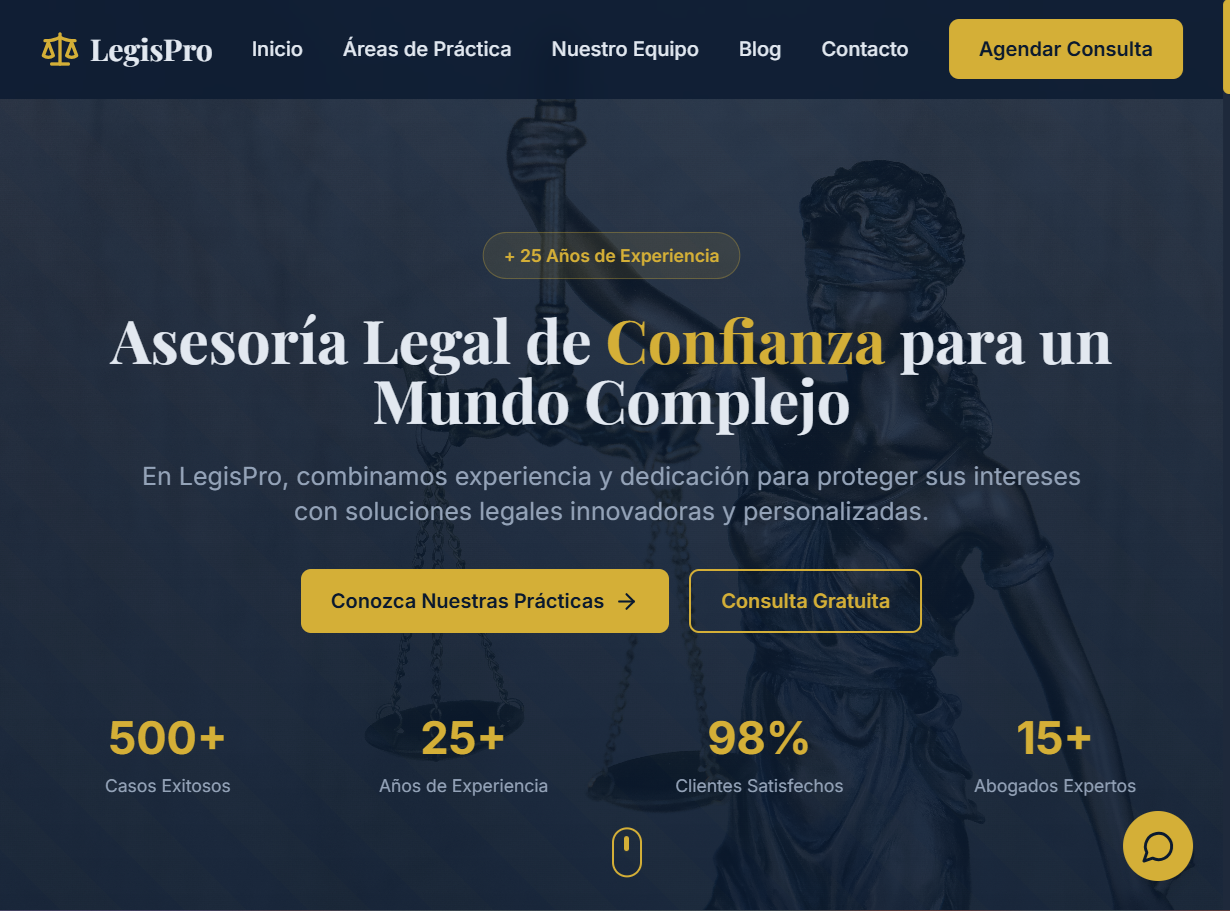 LegisPro
Inicio
Áreas de Práctica
Nuestro Equipo
Blog
Contacto
Agendar Consulta
+ 25 Años de Experiencia
Asesoría Legal de Confianza para un
Mundo Complejo
En LegisPro, combinamos experiencia y dedicación para proteger sus intereses
con soluciones legales innovadoras y personalizadas.
Conozca Nuestras Prácticas
Consulta Gratuita
500+
Casos Exitosos
25+
Años de Experiencia
98%
Clientes Satisfechos
15+
Abogados Expertos